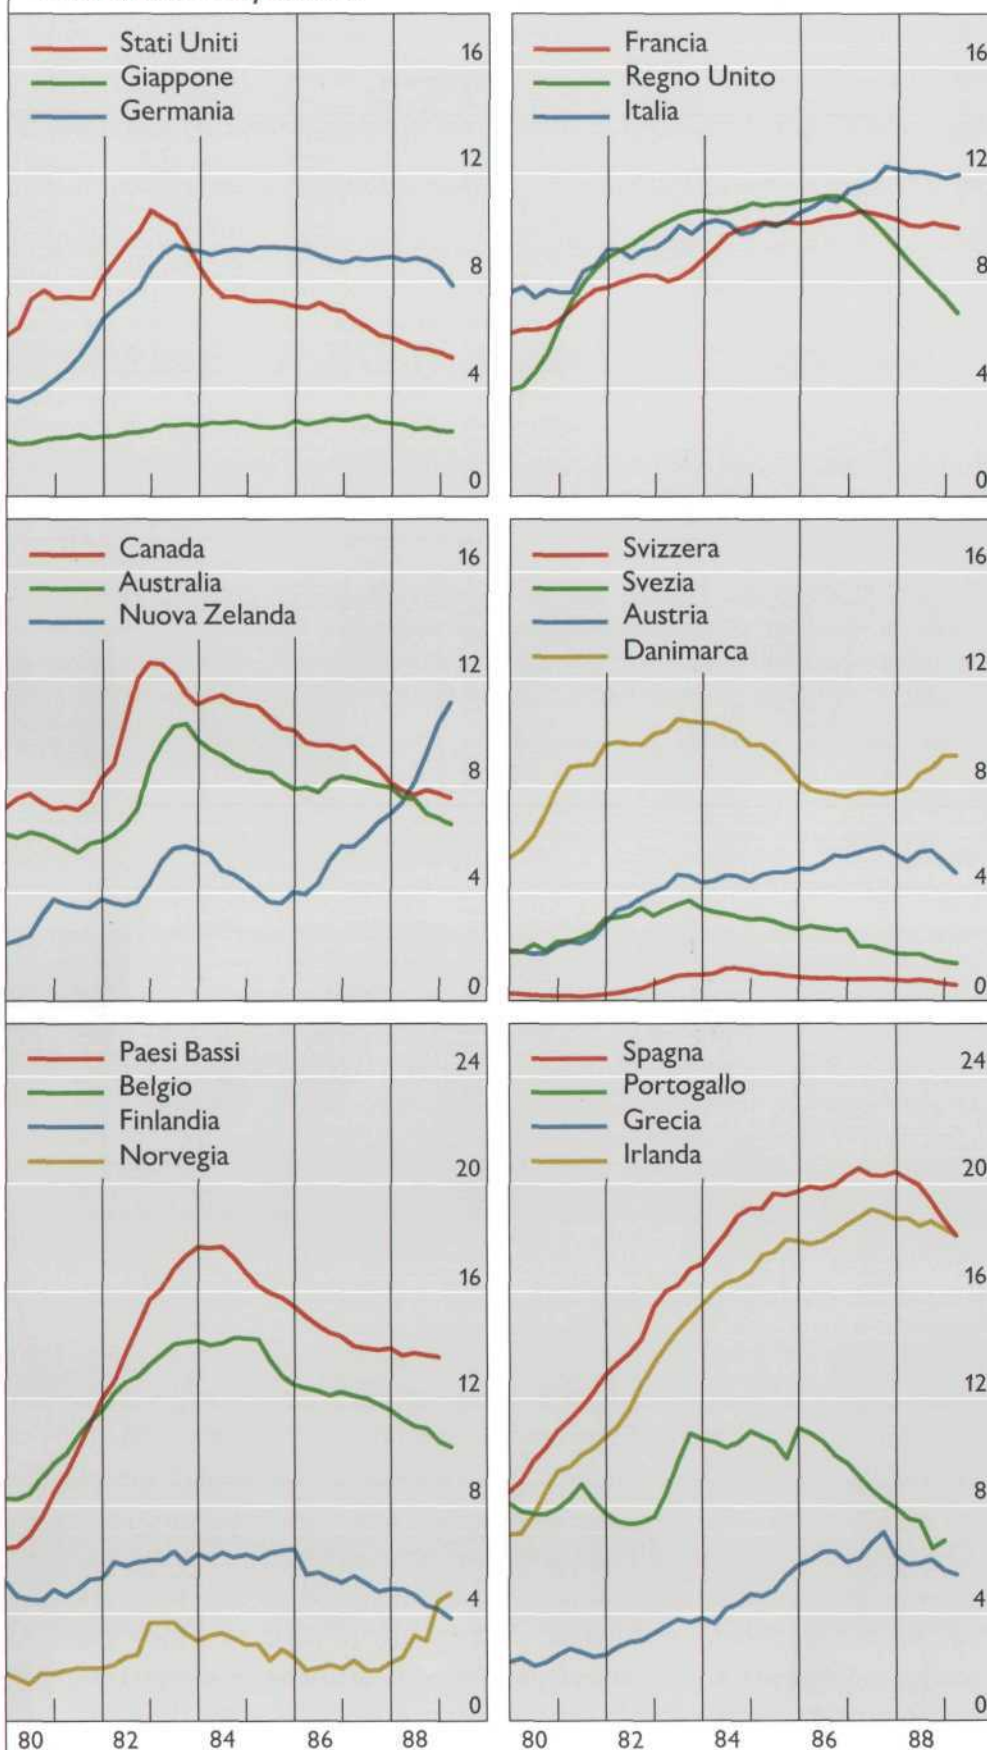 Stati Uniti
Giappone
Germania
16
12
8
4
0
Francia
Regno Unito
Italia
16
12
8
4
0
Canada
Australia
Nuova Zelanda
16
12
8
4
0
Svizzera
Svezia
Austria
Danimarca
16
12
8
4
0
Paesi Bassi
Belgio
Finlandia
Norvegia
24
20
16
12
8
4
0
80 82 84 86 88
Spagna
Portogallo
Grecia
Irlanda
24
20
16
12
8
4
0
80 82 84 86 88